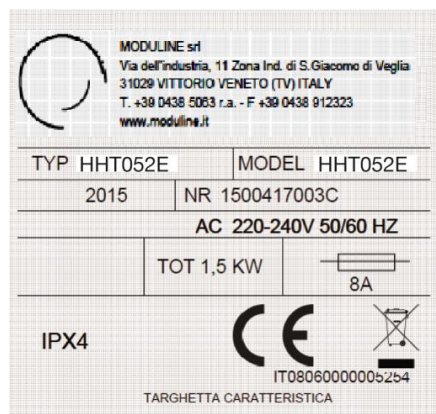 MODULINE srl
Via dell'industria, 11 Zona Ind. di S.Giacomo di Veglia
31029 VITTORIO VENETO (TV) ITALY
T. +39 0438 5063 r.a. - F +39 0438 912323
www.moduline.it
TYP HHT052E MODEL HHT052E
2015 NR 1500417003C
AC 220-240V 50/60 HZ
TOT 1,5 KW
8A
IPX4
CE
IT08060000005254
TARGHETTA CARATTERISTICA